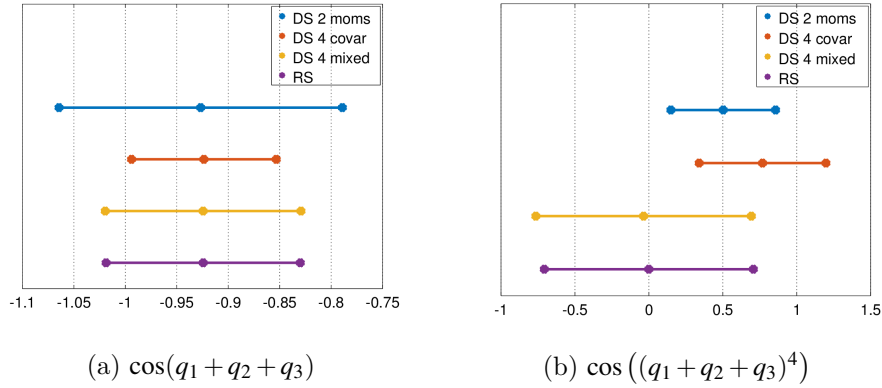 DS 2 moms
DS 4 covar
DS 4 mixed
RS
-1.1 -1.05 -1 -0.95 -0.9 -0.85 -0.8 -0.75
(a) cos(q₁ + q₂ + q₃)
DS 2 moms
DS 4 covar
DS 4 mixed
RS
-1 -0.5 0 0.5 1 1.5
(b) cos ((q₁ + q₂ + q₃)⁴)